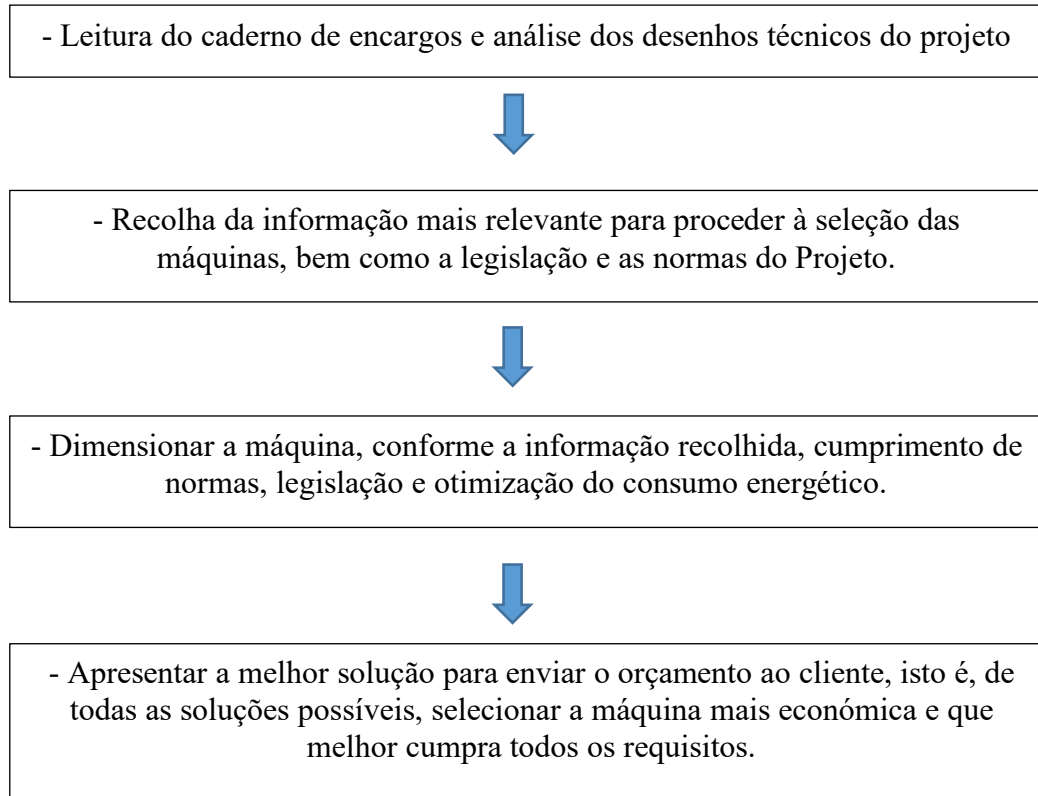 - Leitura do caderno de encargos e análise dos desenhos técnicos do projeto
- Recolha da informação mais relevante para proceder à seleção das
máquinas, bem como a legislação e as normas do Projeto.
- Dimensionar a máquina, conforme a informação recolhida, cumprimento de
normas, legislação e otimização do consumo energético.
- Apresentar a melhor solução para enviar o orçamento ao cliente, isto é, de
todas as soluções possíveis, selecionar a máquina mais económica e que
melhor cumpra todos os requisitos.